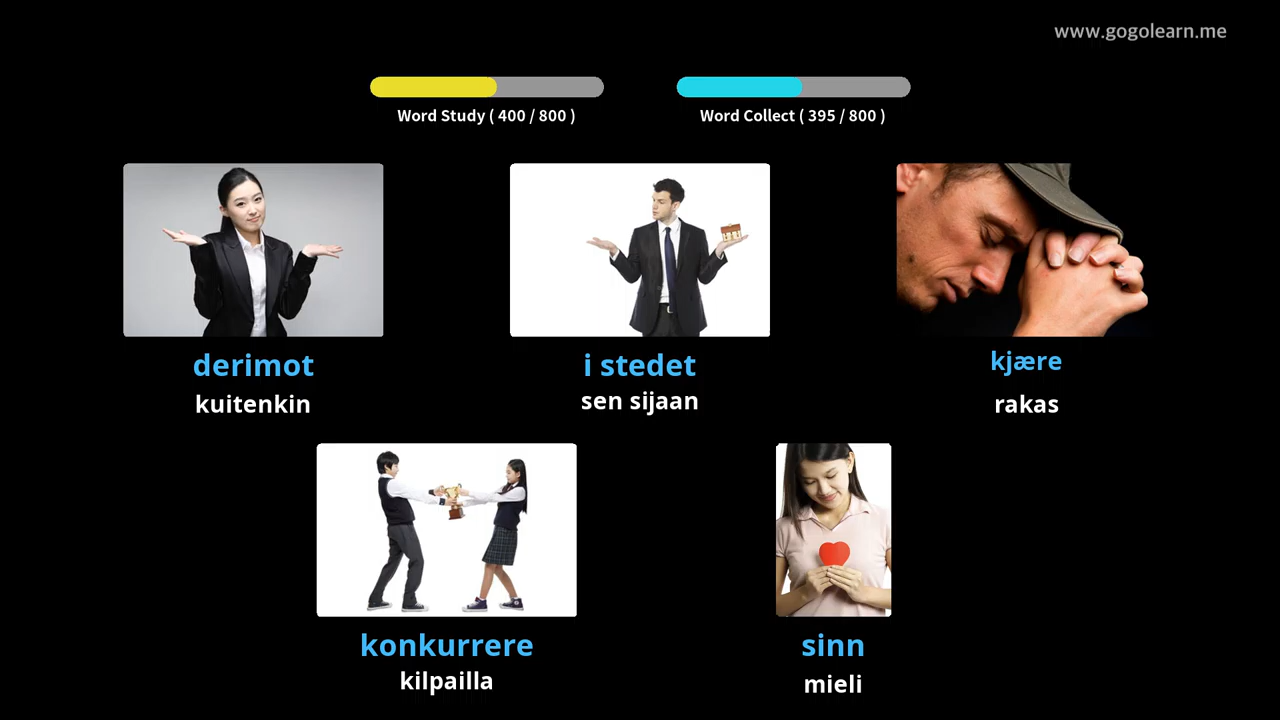 www.gogolearn.me
Word Study ( 400 / 800 )
Word Collect ( 395 / 800 )
derimot
kuitenkin
i stedet
sen sijaan
kjære
rakas
konkurrere
kilpailla
sinn
mieli